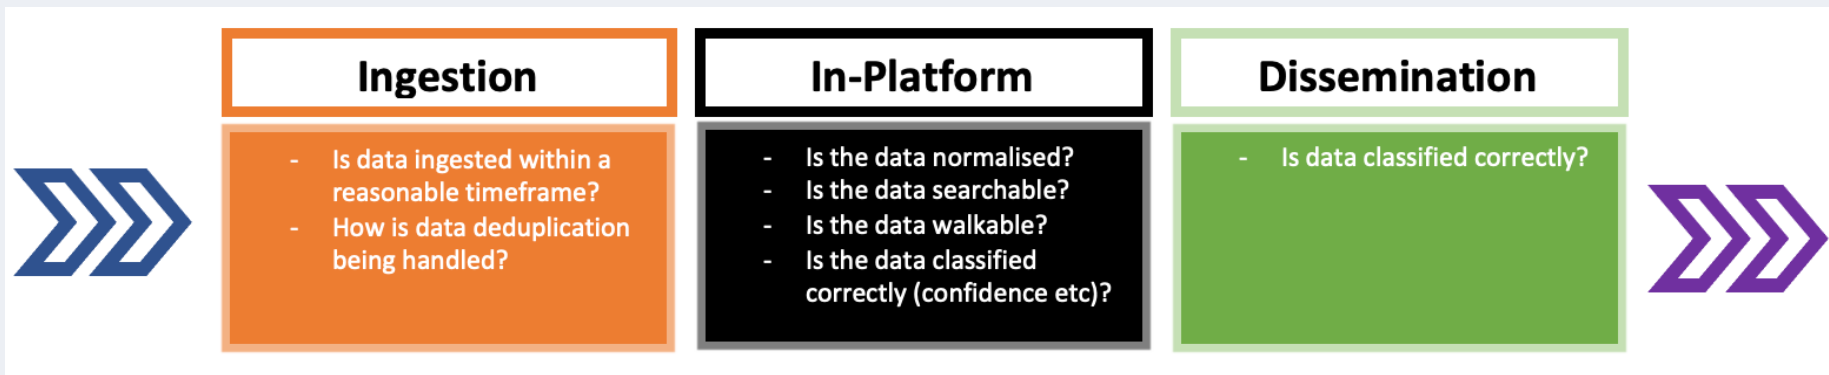 Ingestion
- Is data ingested within a
reasonable timeframe?
- How is data deduplication
being handled?
In-Platform
- Is the data normalised?
- Is the data searchable?
- Is the data walkable?
- Is the data classified
correctly (confidence etc)?
Dissemination
- Is data classified correctly?